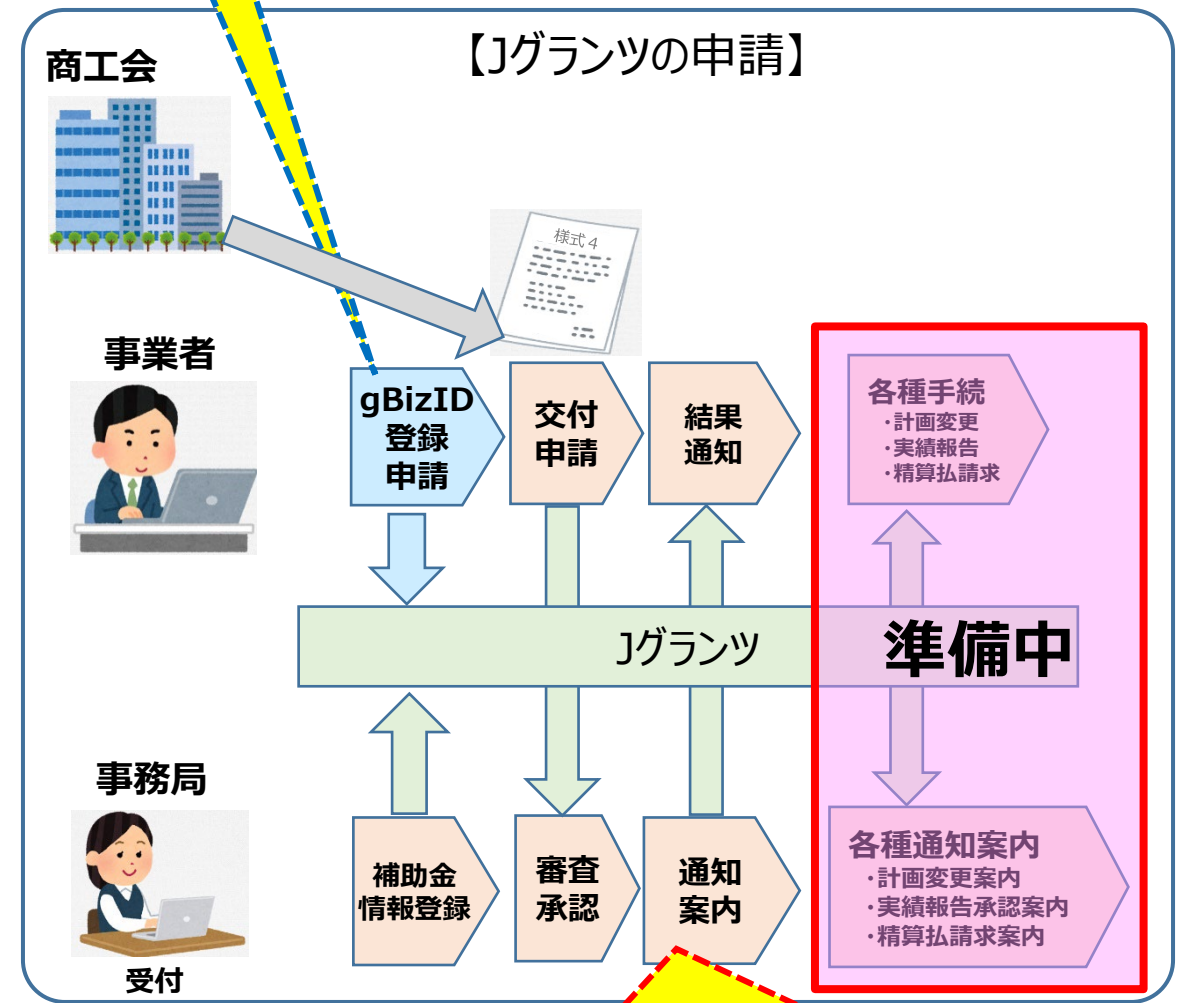 【Jグランツの申請】
商工会
様式4
事業者
gBizID
登録
申請
交付
申請
結果
通知
各種手続
・計画変更
・実績報告
・精算払請求
Jグランツ
準備中
事務局
受付
補助金
情報登録
審査
承認
通知
案内
各種通知案内
・計画変更案内
・実績報告承認案内
・精算払請求案内